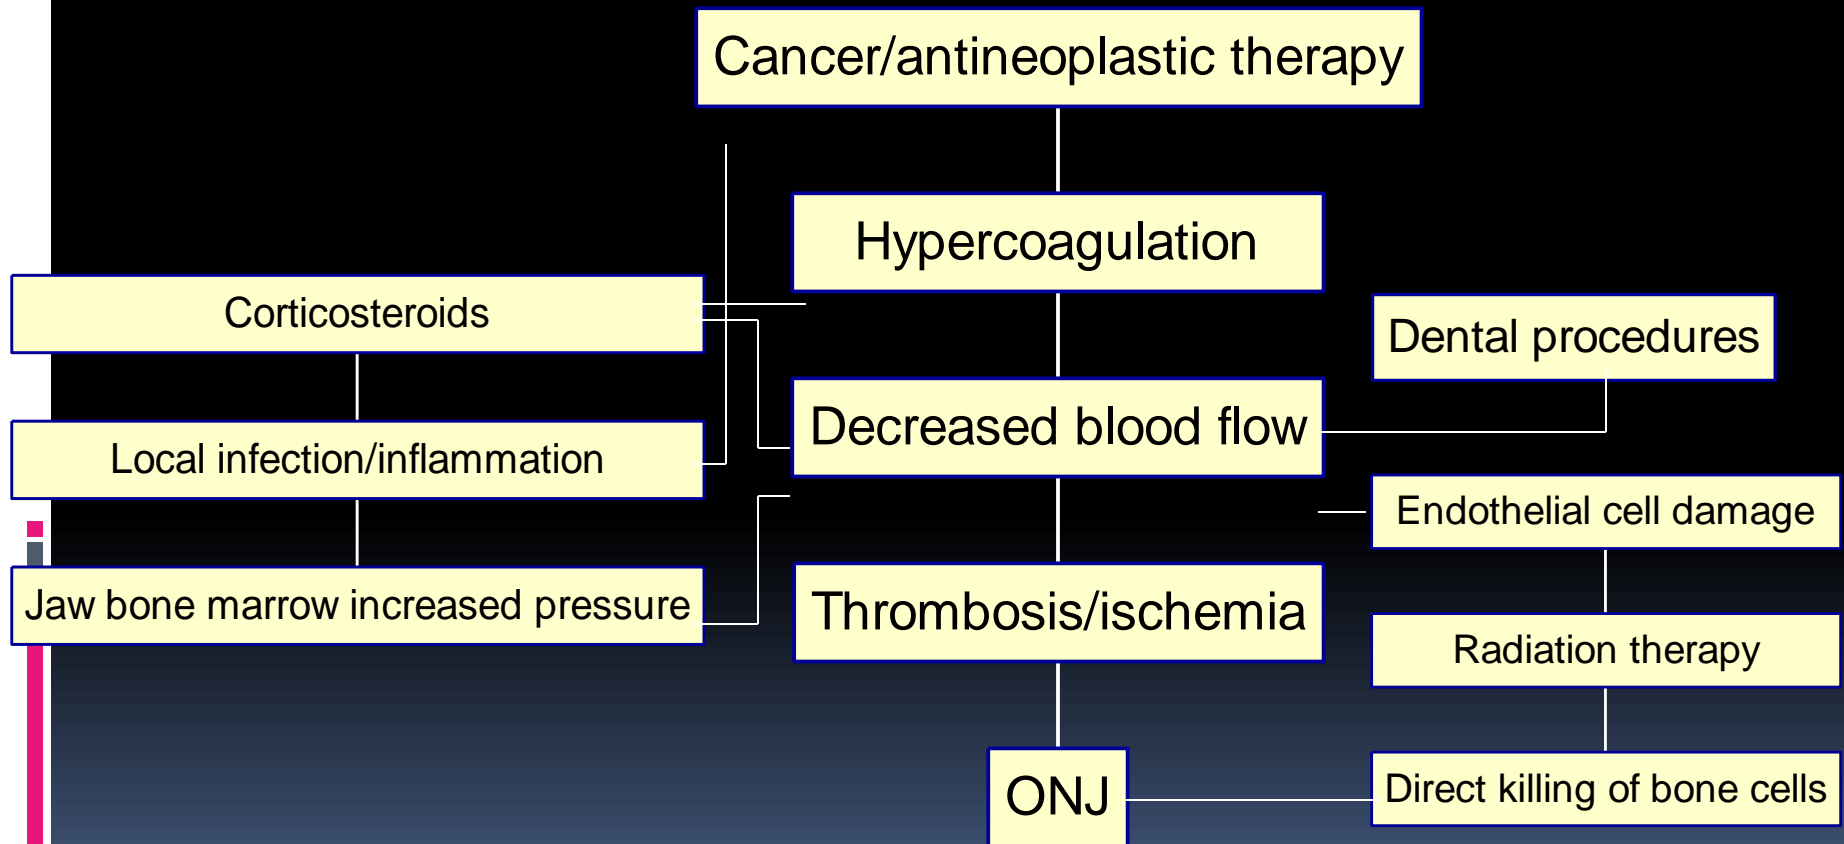 Cancer/antineoplastic therapy
Hypercoagulation
Corticosteroids
Dental procedures
Decreased blood flow
Local infection/inflammation
Endothelial cell damage
Jaw bone marrow increased pressure
Thrombosis/ischemia
Radiation therapy
ONJ
Direct killing of bone cells